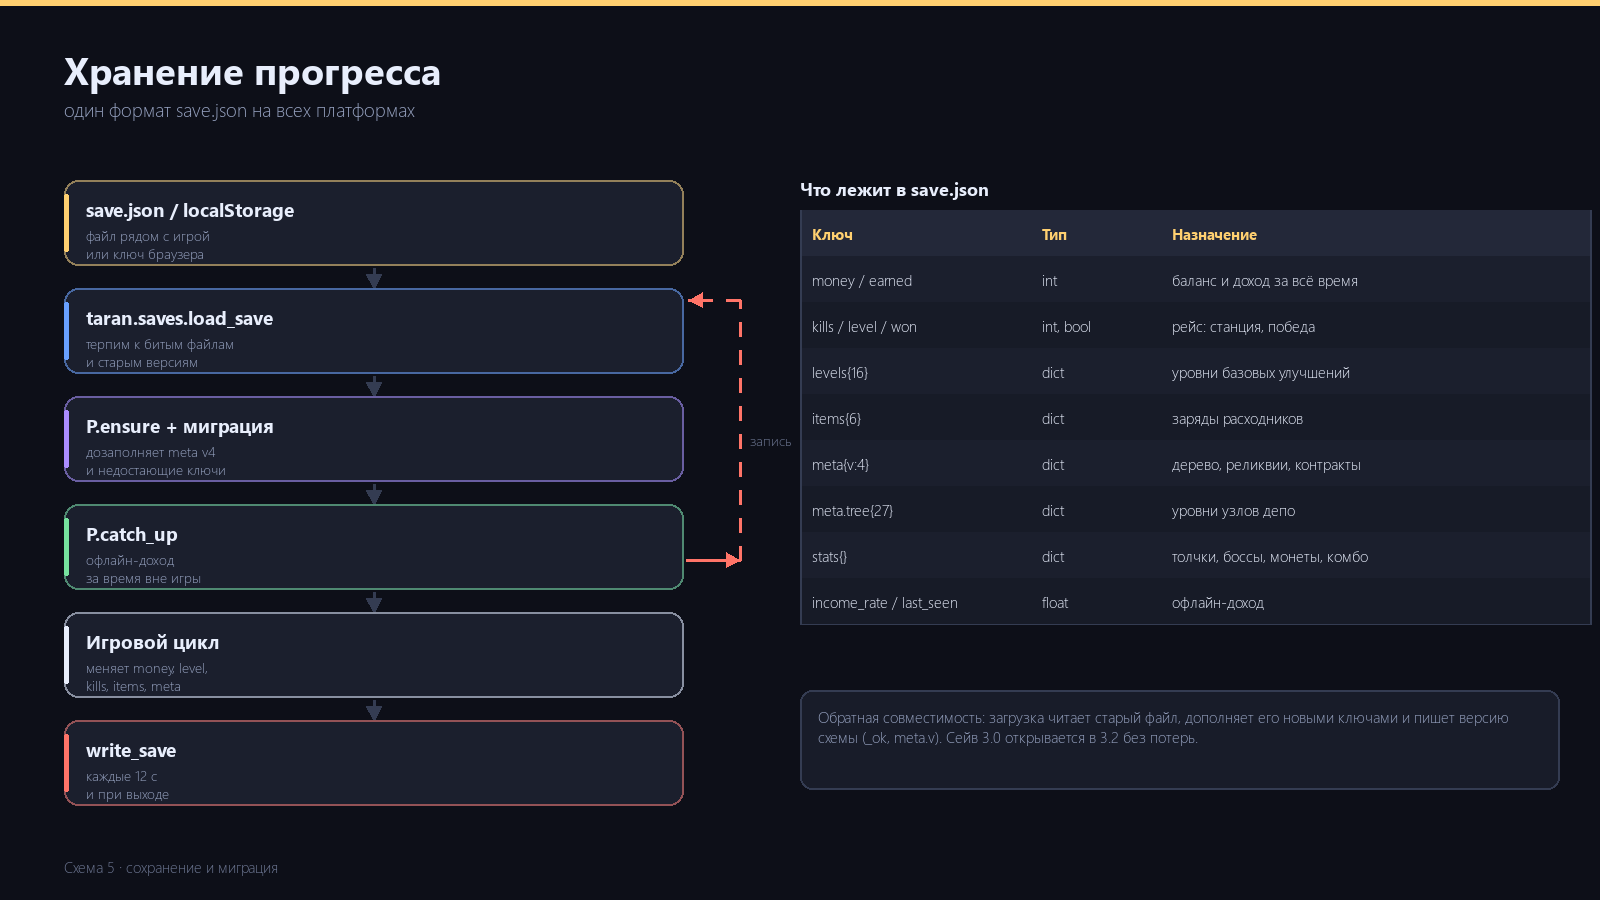 Хранение прогресса
один формат save.json на всех платформах
save.json / localStorage
файл рядом с игрой
или ключ браузера
taran.saves.load_save
терпим к битым файлам
и старым версиям
P.ensure + миграция
дозаполняет meta v4
и недостающие ключи
P.catch_up
офлайн-доход
за время вне игры
Игровой цикл
меняет money, level,
kills, items, meta
write_save
каждые 12 с
и при выходе
запись
Что лежит в save.json
Ключ Тип Назначение
money / earned int баланс и доход за всё время
kills / level / won int, bool рейс: станция, победа
levels{16} dict уровни базовых улучшений
items{6} dict заряды расходников
meta{v:4} dict дерево, реликвии, контракты
meta.tree{27} dict уровни узлов депо
stats{} dict толчки, боссы, монеты, комбо
income_rate / last_seen float офлайн-доход
Обратная совместимость: загрузка читает старый файл, дополняет его новыми ключами и пишет версию
схемы (_ok, meta.v). Сейв 3.0 открывается в 3.2 без потерь.
Схема 5 · сохранение и миграция